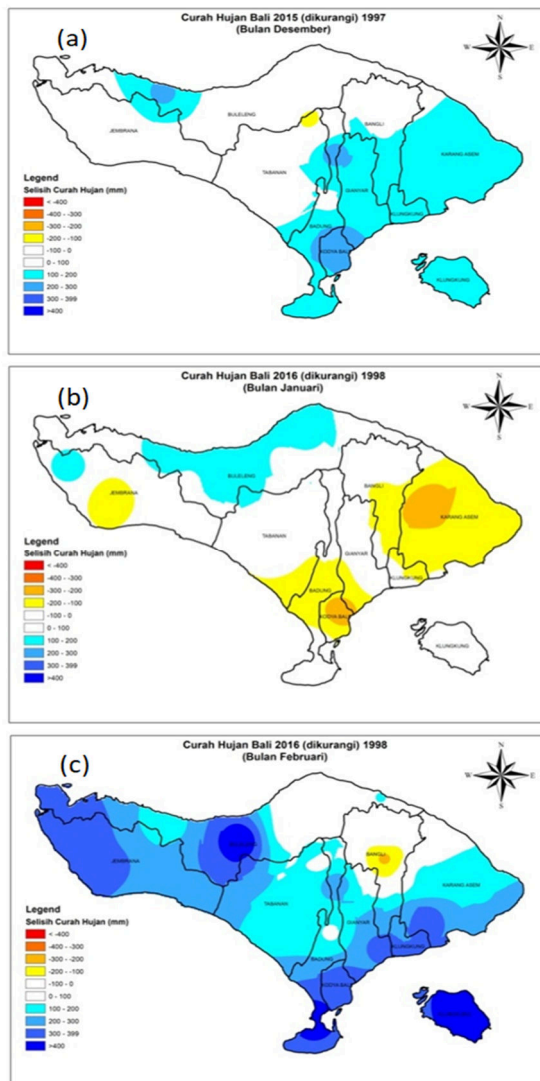 (a)
Curah Hujan Bali 2015 (dikurangi) 1997
(Bulan Desember)
N
W E
S
BULELENG
BANGLI
JEMBRANA
KARANG ASEM
TABANAN
GIANYAR
Legend
Selisih Curah Hujan (mm)
< -400
-400 - -300
-300 - -200
-200 - -100
-100 - 0
0 - 100
100 - 200
200 - 300
300 - 399
>400
KLUNGKUNG
BADUNG
KODYA BALI
KLUNGKUNG
(b)
Curah Hujan Bali 2016 (dikurangi) 1998
(Bulan Januari)
N
W E
S
BULELENG
BANGLI
JEMBRANA
KARANG ASEM
TABANAN
GIANYAR
Legend
Selisih Curah Hujan (mm)
< -400
-400 - -300
-300 - -200
-200 - -100
-100 - 0
0 - 100
100 - 200
200 - 300
300 - 399
>400
KLUNGKUNG
BADUNG
KODYA BALI
KLUNGKUNG
(c)
Curah Hujan Bali 2016 (dikurangi) 1998
(Bulan Februari)
N
W E
S
BANGLI
JEMBRANA
KARANG ASEM
TABANAN
GIANYAR
Legend
Selisih Curah Hujan (mm)
< -400
-400 - -300
-300 - -200
-200 - -100
-100 - 0
0 - 100
100 - 200
200 - 300
300 - 399
>400
KLUNGKUNG
BADUNG
KODYA BALI